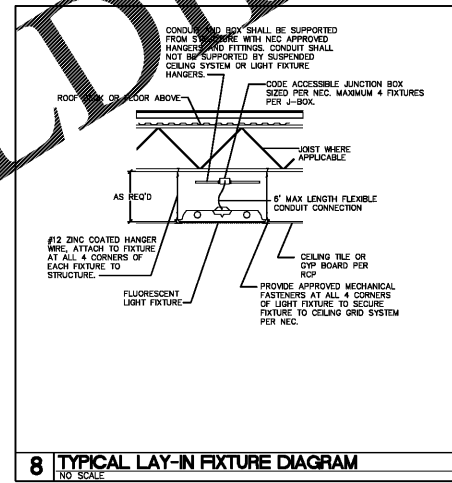 CONDUIT AND BOX SHALL BE SUPPORTED
FROM STRUCTURE WITH NEC APPROVED
HANGERS AND FITTINGS. CONDUIT SHALL
NOT BE SUPPORTED BY SUSPENDED
CEILING SYSTEM OR LIGHT FIXTURE
HANGERS.
CODE ACCESSIBLE JUNCTION BOX
SIZED PER NEC. MAXIMUM 4 FIXTURES
PER J-BOX.
ROOF DECK OR FLOOR ABOVE
JOIST WHERE
APPLICABLE
AS REQ'D
6' MAX LENGTH FLEXIBLE
CONDUIT CONNECTION
#12 ZINC COATED HANGER
WIRE, ATTACH TO FIXTURE
AT ALL 4 CORNERS OF
EACH FIXTURE TO
STRUCTURE.
CEILING TILE OR
GYP BOARD PER
RCP
FLUORESCENT
LIGHT FIXTURE
PROVIDE APPROVED MECHANICAL
FASTENERS AT ALL 4 CORNERS
OF LIGHT FIXTURE TO SECURE
FIXTURE TO CEILING GRID SYSTEM
PER NEC.
8 TYPICAL LAY-IN FIXTURE DIAGRAM
NO SCALE